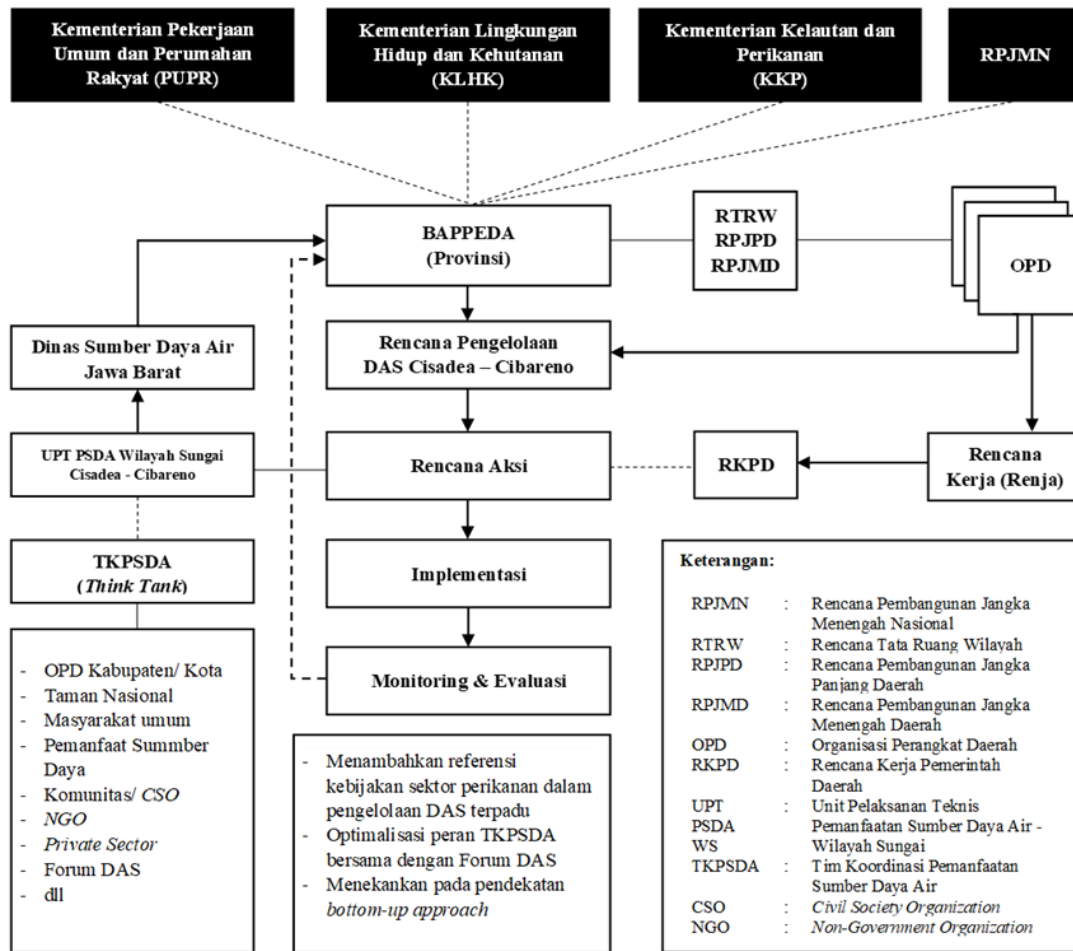 Kementerian Pekerjaan
Umum dan Perumahan
Rakyat (PUPR)
Kementerian Lingkungan
Hidup dan Kehutanan
(KLHK)
Kementerian Kelautan dan
Perikanan
(KKP)
RPJMN
BAPPEDA
(Provinsi)
RTRW
RPJPD
RPJMD
OPD
Dinas Sumber Daya Air
Jawa Barat
Rencana Pengelolaan
DAS Cisadea – Cibareno
UPT PSDA Wilayah Sungai
Cisadea - Cibareno
Rencana Aksi
RKPD
Rencana
Kerja (Renja)
TKPSDA
(Think Tank)
Implementasi
Monitoring & Evaluasi
- OPD Kabupaten/ Kota
- Taman Nasional
- Masyarakat umum
- Pemanfaat Summber
Daya
- Komunitas/ CSO
- NGO
- Private Sector
- Forum DAS
- dll
- Menambahkan referensi
kebijakan sektor perikanan dalam
pengelolaan DAS terpadu
- Optimalisasi peran TKPSDA
bersama dengan Forum DAS
- Menekankan pada pendekatan
bottom-up approach
Keterangan:
RPJMN : Rencana Pembangunan Jangka
Menengah Nasional
RTRW : Rencana Tata Ruang Wilayah
RPJPD : Rencana Pembangunan Jangka
Panjang Daerah
RPJMD : Rencana Pembangunan Jangka
Menengah Daerah
OPD : Organisasi Perangkat Daerah
RKPD : Rencana Kerja Pemerintah
Daerah
UPT : Unit Pelaksanan Teknis
PSDA : Pemanfaatan Sumber Daya Air -
WS : Wilayah Sungai
TKPSDA : Tim Koordinasi Pemanfaatan
Sumber Daya Air
CSO : Civil Society Organization
NGO : Non-Government Organization